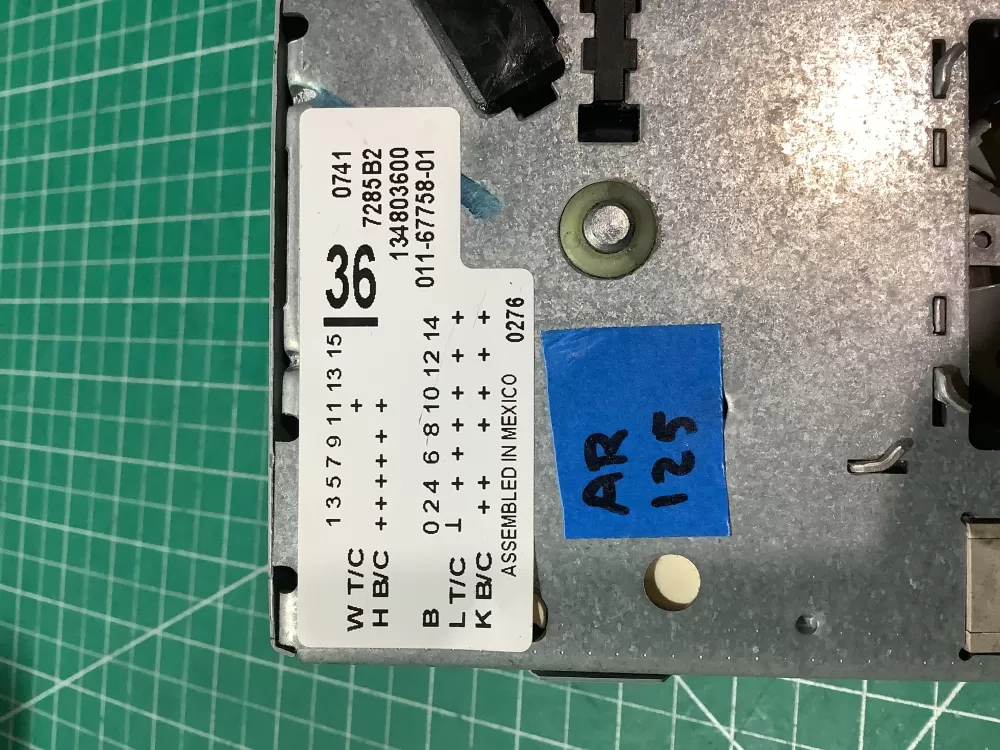 1 3 5 7 9 11 13 15
36
0741
W T/C +
7285B2
H B/C + + + + + +
134803600
011-67758-01
B 0 2 4 6 8 10 12 14
L T/C ⊥ + + + + + +
K B/C + + + + + +
ASSEMBLED IN MEXICO 0276
AR
125